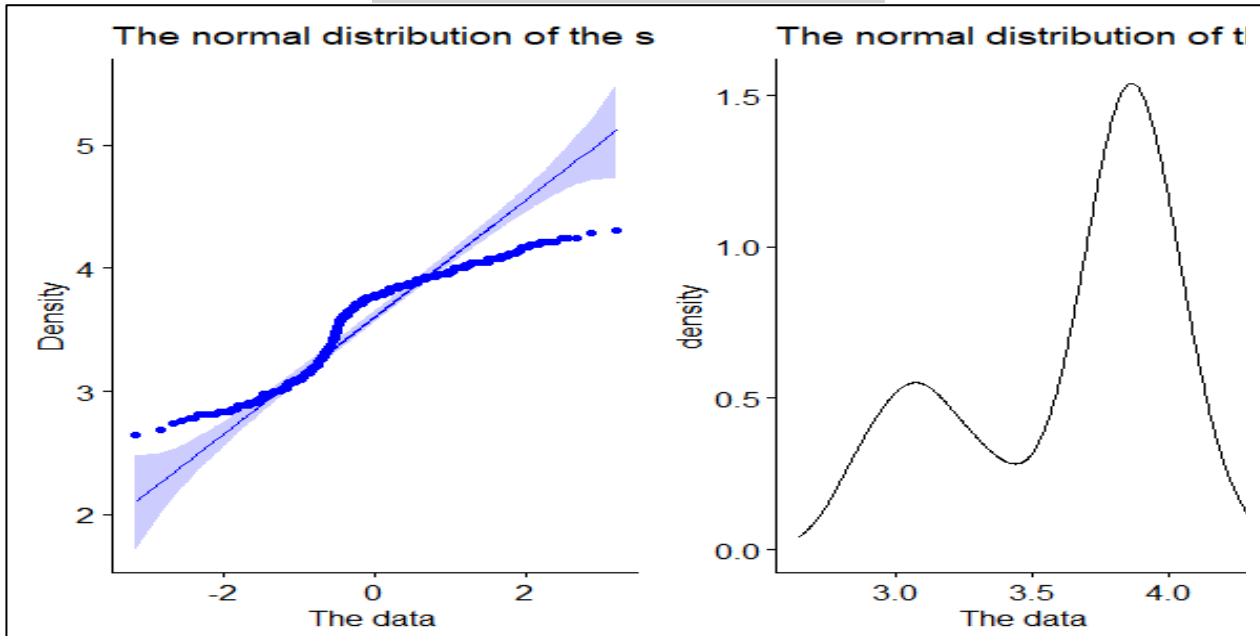 The normal distribution of the s
5
4
3
2
Density
-2
0
2
The data
The normal distribution of tl
1.5
1.0
0.5
0.0
density
3.0
3.5
4.0
The data